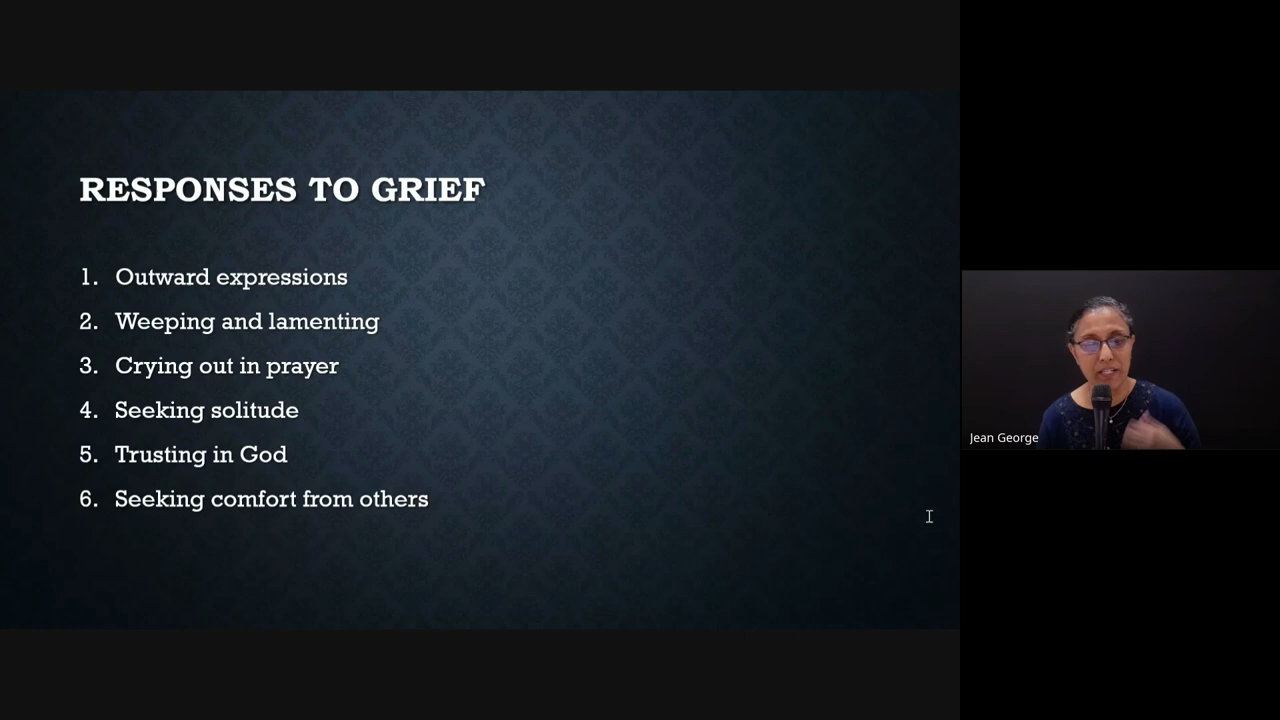 RESPONSES TO GRIEF
1. Outward expressions
2. Weeping and lamenting
3. Crying out in prayer
4. Seeking solitude
5. Trusting in God
6. Seeking comfort from others
Jean George